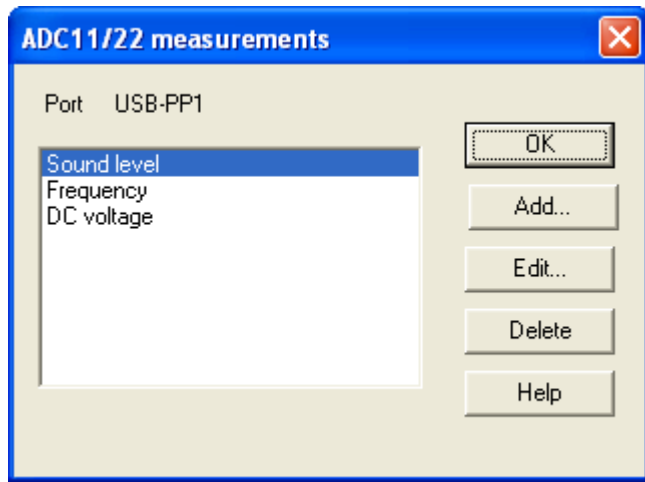 ADC11/22 measurements
Port USB-PP1
Sound level
Frequency
DC voltage
OK
Add...
Edit...
Delete
Help